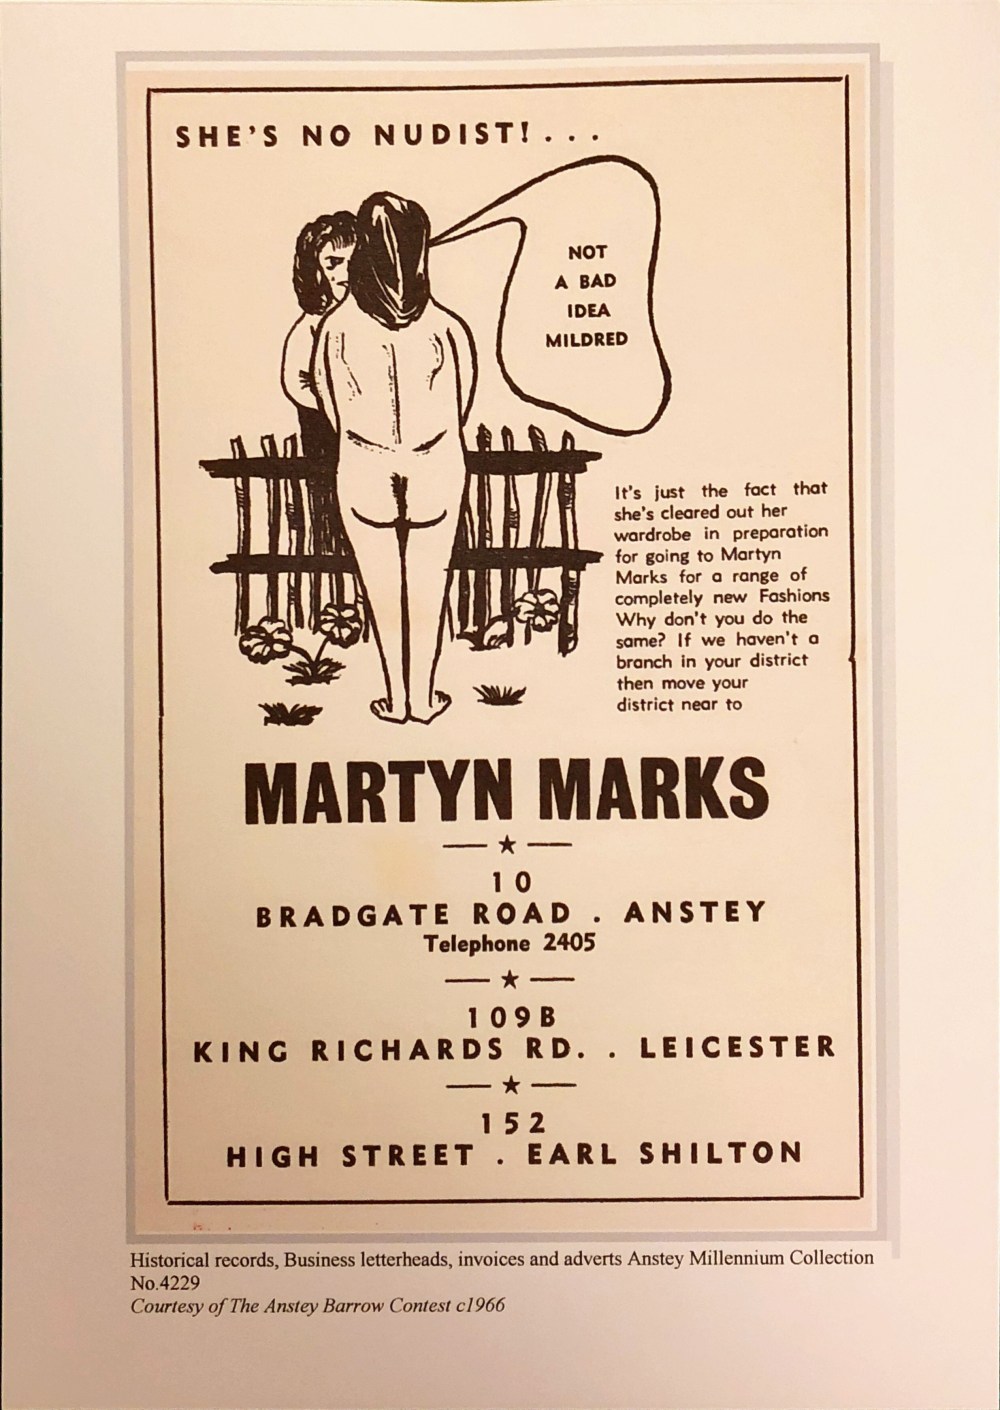 SHE'S NO NUDIST!...
NOT
A BAD
IDEA
MILDRED
It's just the fact that
she's cleared out her
wardrobe in preparation
for going to Martyn
Marks for a range of
completely new Fashions
Why don't you do the
same? If we haven't a
branch in your district
then move your
district near to
MARTYN MARKS
10
BRADGATE ROAD . ANSTEY
Telephone 2405
109B
KING RICHARDS RD. . LEICESTER
152
HIGH STREET . EARL SHILTON
Historical records, Business letterheads, invoices and adverts Anstey Millennium Collection
No.4229
Courtesy of The Anstey Barrow Contest c1966